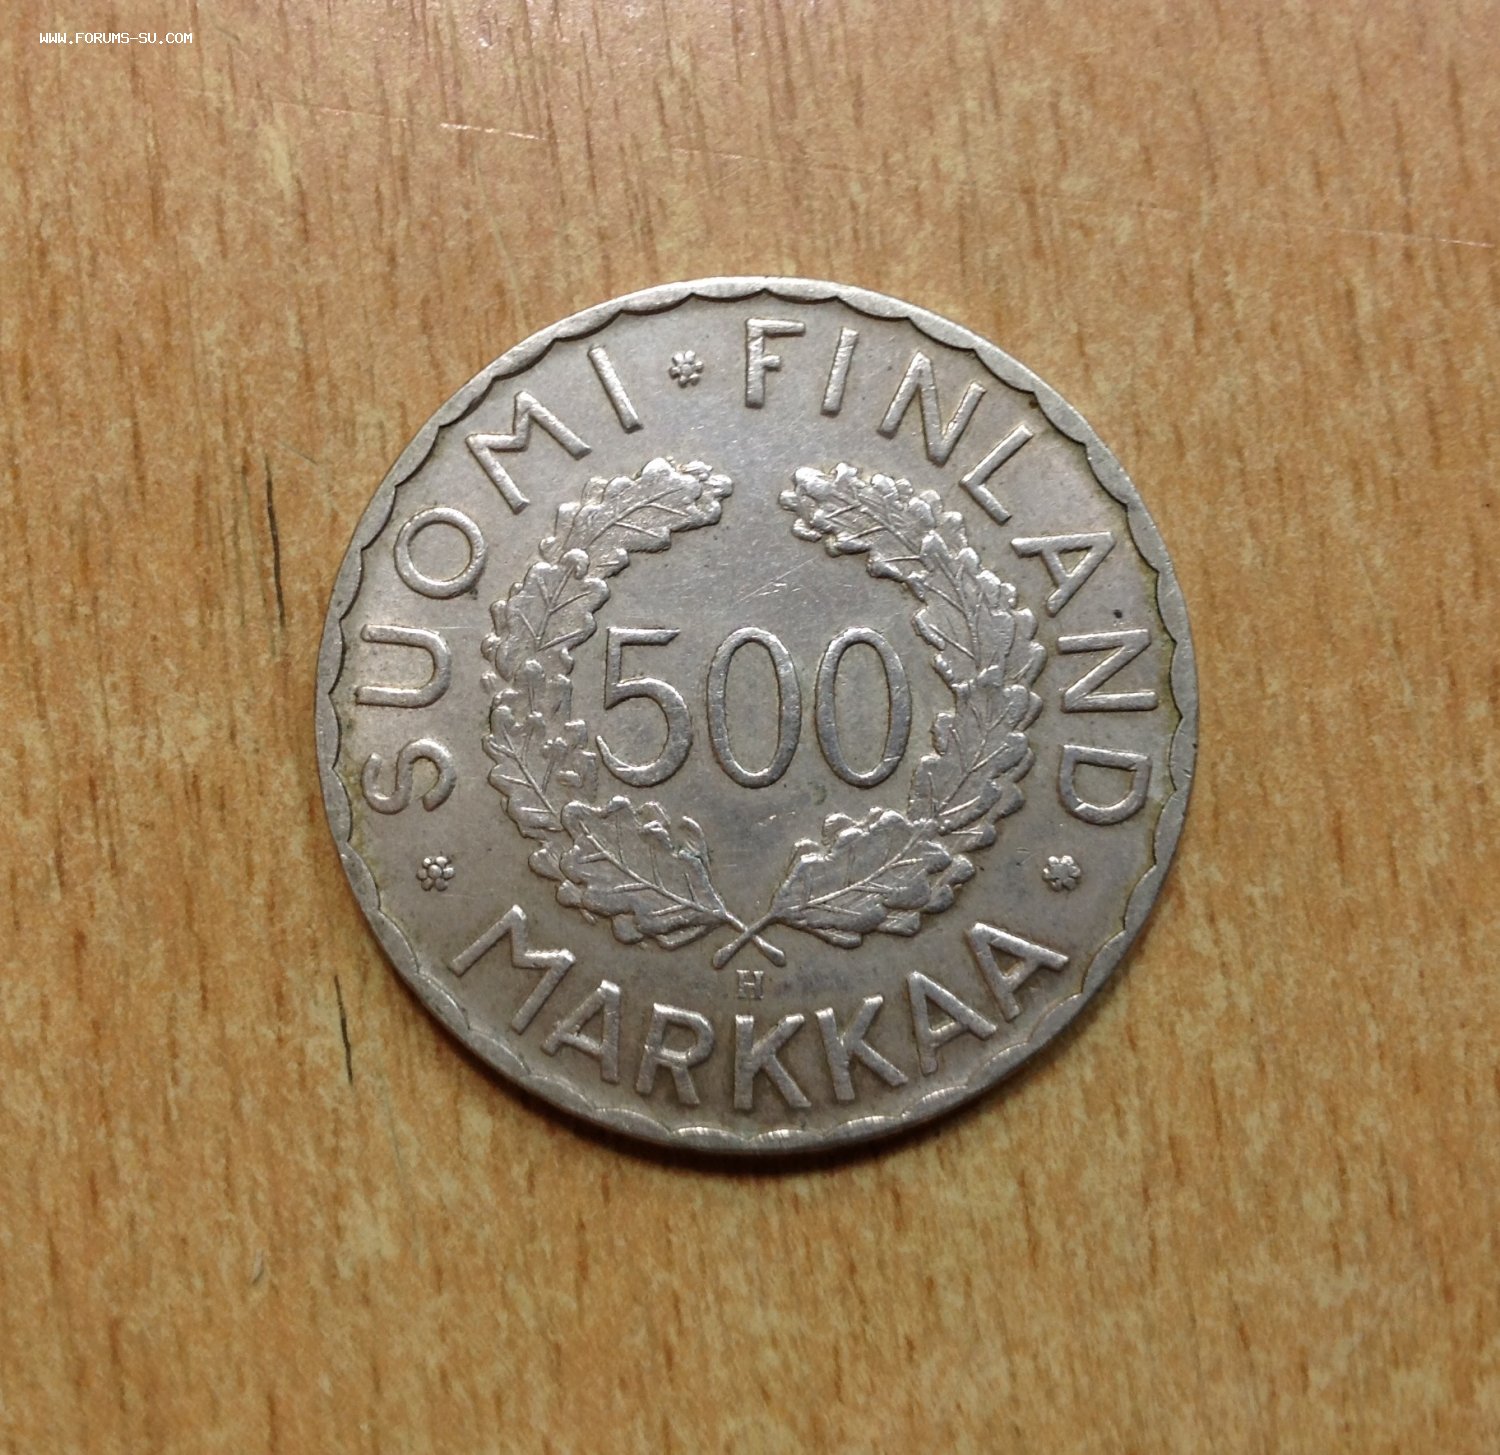 WWW.FORUMS-SU.COM
SUOMI * FINLAND
500
H
* MARKKAA *